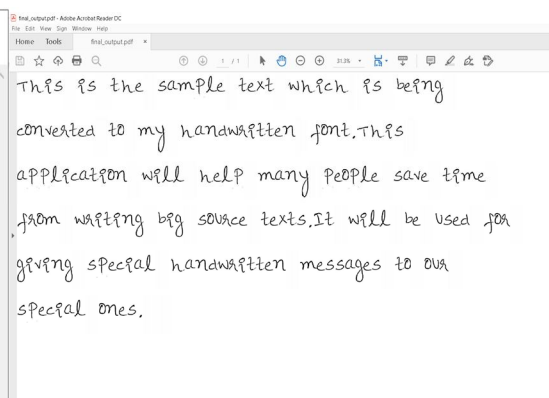 final_output.pdf - Adobe Acrobat Reader DC
File Edit View Sign Window Help
Home Tools final_output.pdf ×
1 / 1 31.3%
This is the sample text which is being
converted to my handwritten font.This
application will help many people save time
from writing big source texts.It will be used for
giving special handwritten messages to our
special ones.